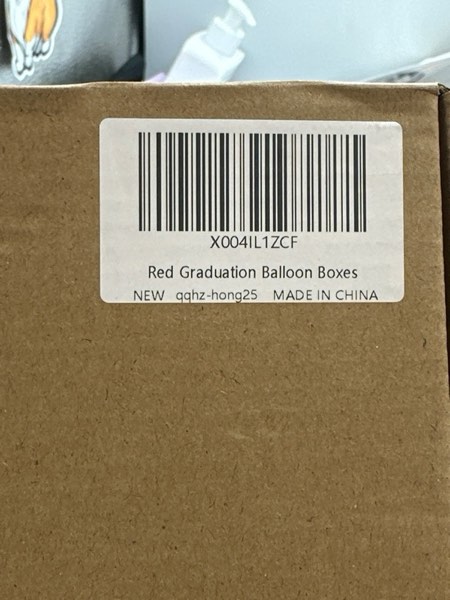 X004IL1ZCF
Red Graduation Balloon Boxes
NEW qqhz-hong25 MADE IN CHINA